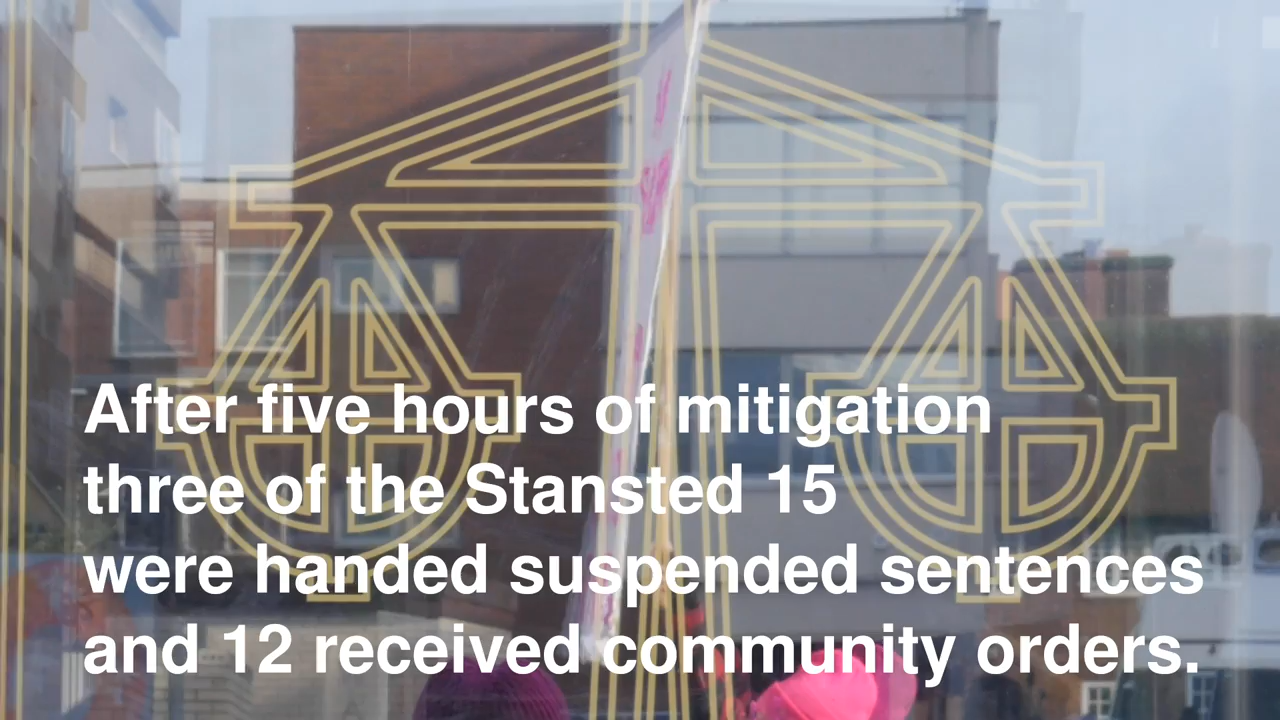 After five hours of mitigation
three of the Stansted 15
were handed suspended sentences
and 12 received community orders.